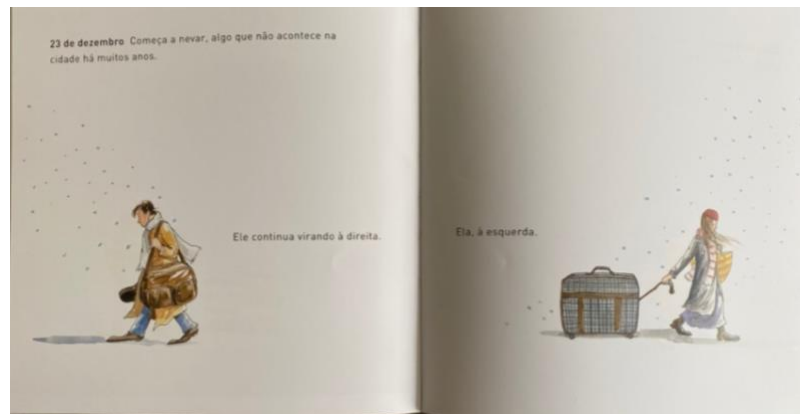 23 de dezembro Começa a nevar, algo que não acontece na
cidade há muitos anos.
Ele continua virando à direita.
Ela, à esquerda.